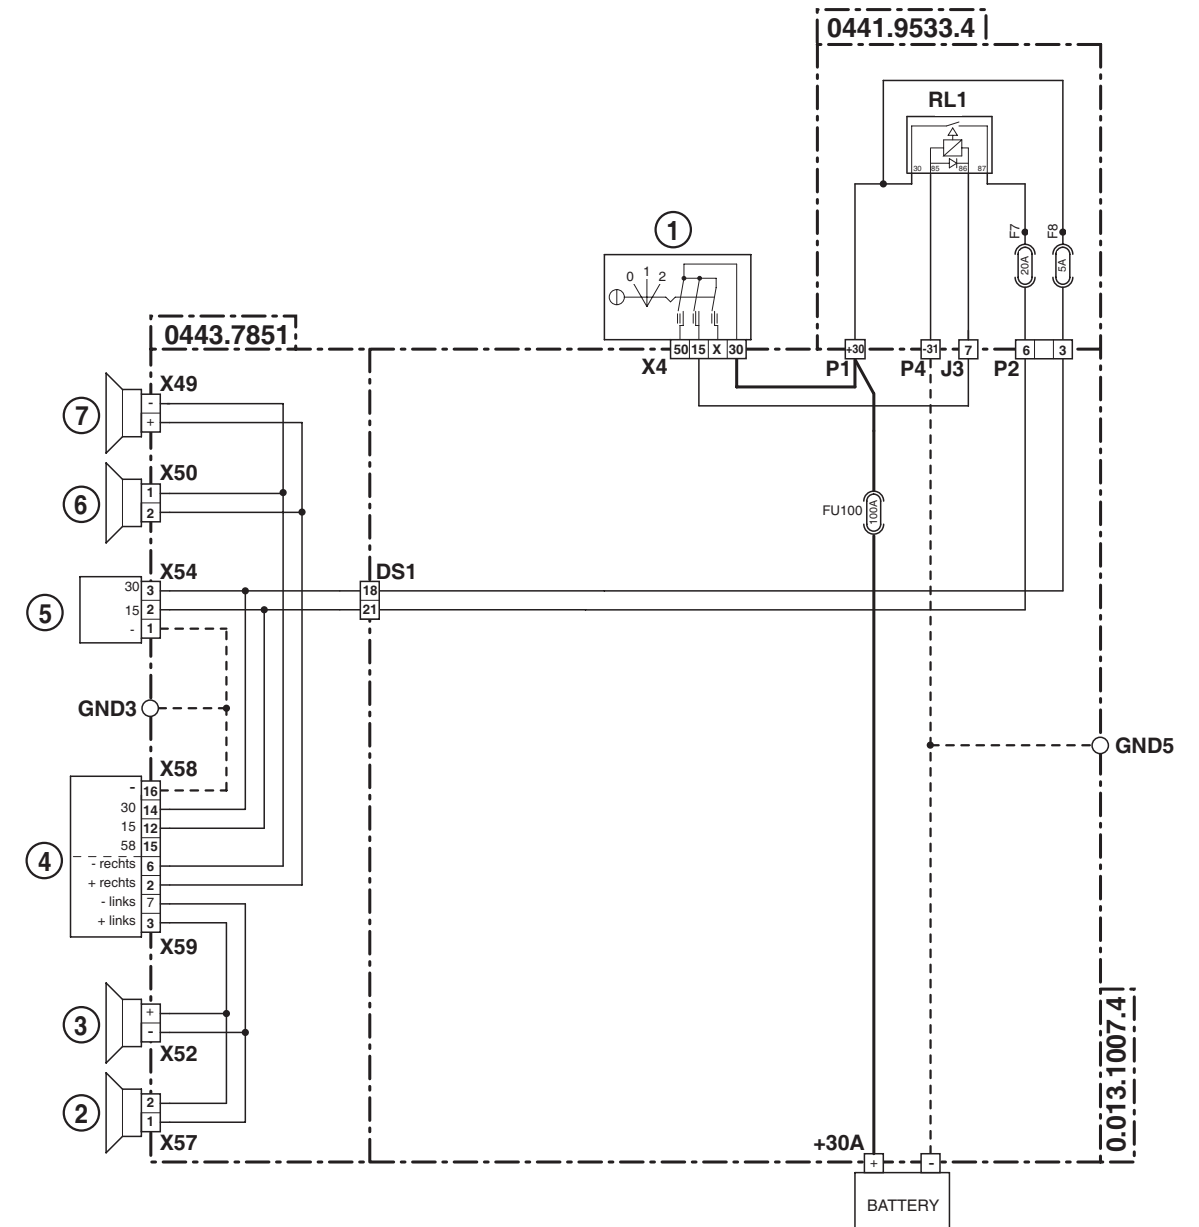 0441.9533.4
RL1
30 85 86 87
F7 F8
20A 5A
1
0 1 2
50 15 X 30
X4
+30 -31 7 6 3
P1 P4 J3 P2
0443.7851
X49
7
-
+
X50
6
1
2
FU100 100A
X54
DS1
5
30 3 18
15 2 21
- 1
GND3
GND5
X58
4
- 16
30 14
15 12
58 15
- rechts 6
+ rechts 2
- links 7
+ links 3
X59
3
+
-
X52
2
2
1
X57
0.013.1007.4
+30A
+ -
BATTERY